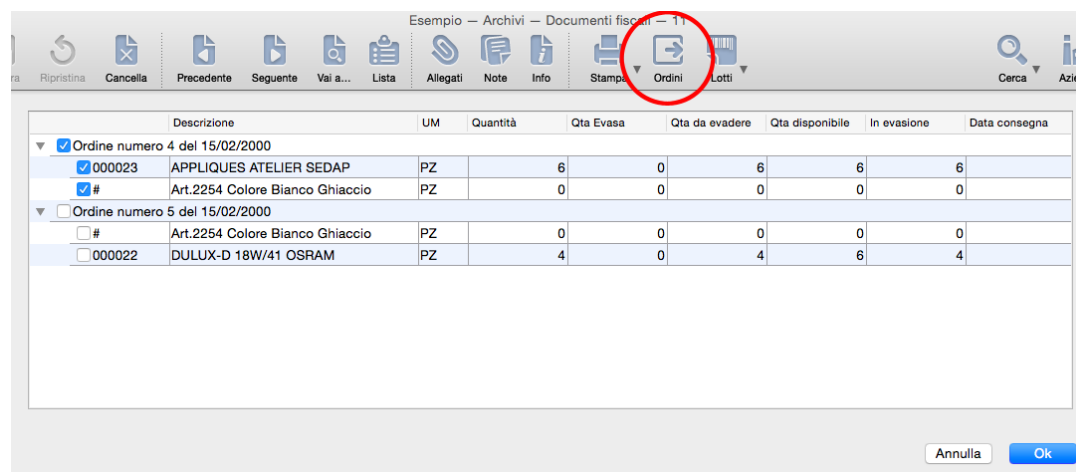 Esempio — Archivi — Documenti fiscali — 11
Ripristina Cancella Precedente Seguente Vai a... Lista Allegati Note Info Stampa Ordini Lotti Cerca
Descrizione UM Quantità Qta Evasa Qta da evadere Qta disponibile In evasione Data consegna
Ordine numero 4 del 15/02/2000
000023 APPLIQUES ATELIER SEDAP PZ 6 0 6 6 6
# Art.2254 Colore Bianco Ghiaccio PZ 0 0 0 0 0
Ordine numero 5 del 15/02/2000
# Art.2254 Colore Bianco Ghiaccio PZ 0 0 0 0 0
000022 DULUX-D 18W/41 OSRAM PZ 4 0 4 6 4
Annulla Ok